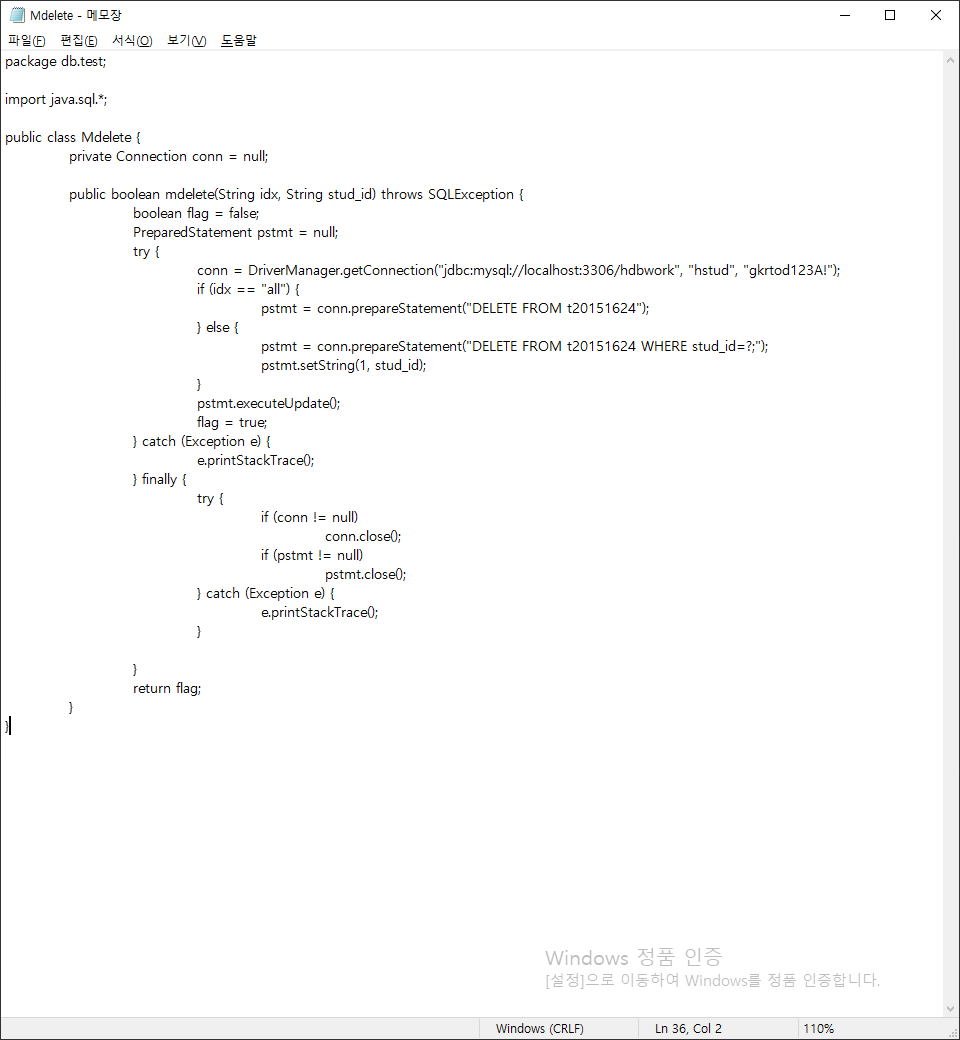 Mdelete - 메모장
파일(F) 편집(E) 서식(O) 보기(V) 도움말
package db.test;
import java.sql.*;
public class Mdelete {
private Connection conn = null;
public boolean mdelete(String idx, String stud_id) throws SQLException {
boolean flag = false;
PreparedStatement pstmt = null;
try {
conn = DriverManager.getConnection("jdbc:mysql://localhost:3306/hdbwork", "hstud", "gkrtod123A!");
if (idx == "all") {
pstmt = conn.prepareStatement("DELETE FROM t20151624");
} else {
pstmt = conn.prepareStatement("DELETE FROM t20151624 WHERE stud_id=?;");
pstmt.setString(1, stud_id);
}
pstmt.executeUpdate();
flag = true;
} catch (Exception e) {
e.printStackTrace();
} finally {
try {
if (conn != null)
conn.close();
if (pstmt != null)
pstmt.close();
} catch (Exception e) {
e.printStackTrace();
}
}
return flag;
}
}
Windows 정품 인증
[설정]으로 이동하여 Windows를 정품 인증합니다.
Windows (CRLF) Ln 36, Col 2 110%